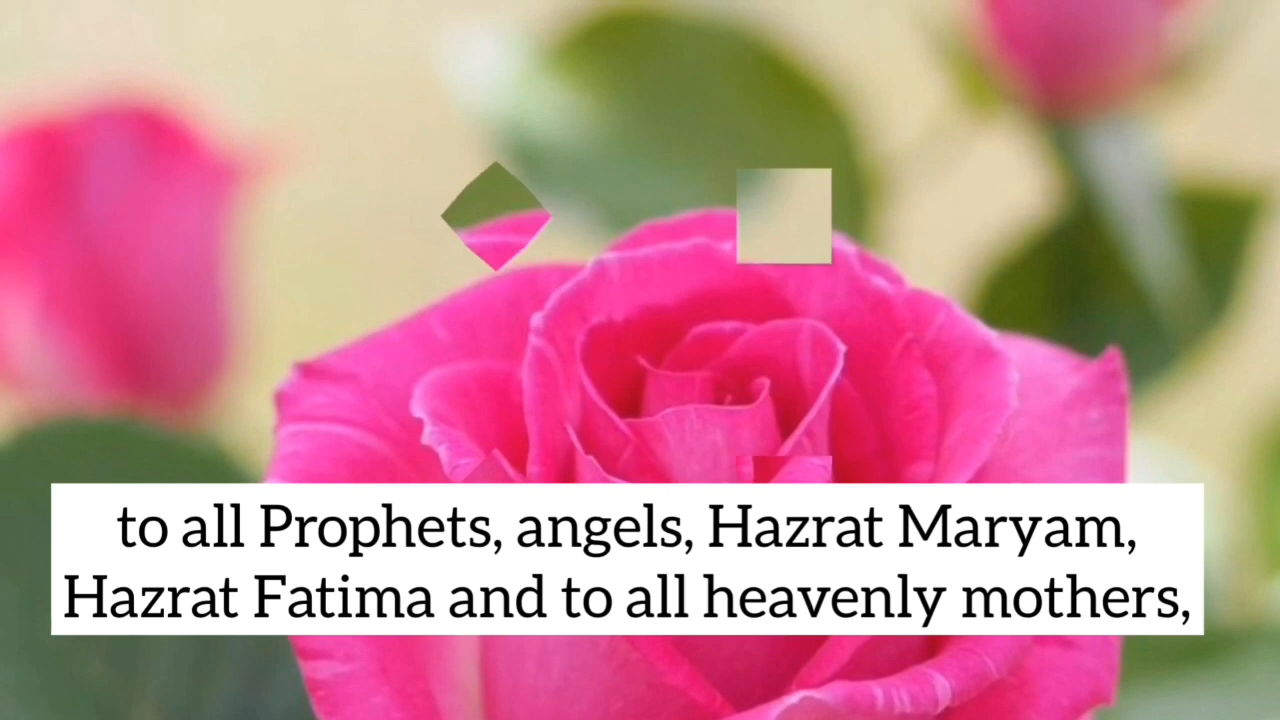 to all Prophets, angels, Hazrat Maryam,
Hazrat Fatima and to all heavenly mothers,